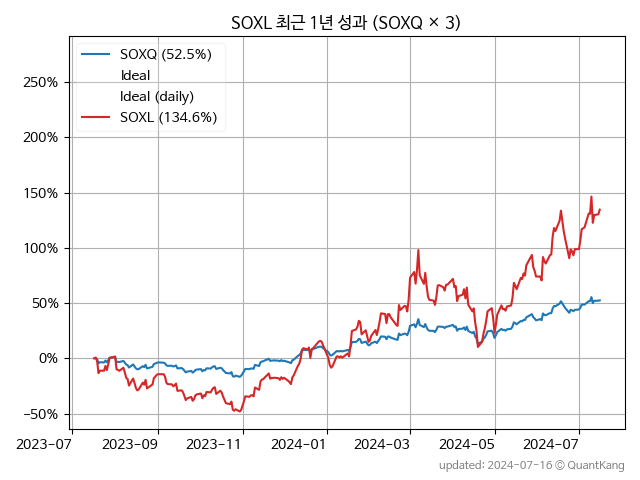 SOXL 최근 1년 성과 (SOXQ × 3)
SOXQ (52.5%)
Ideal
Ideal (daily)
SOXL (134.6%)
250%
200%
150%
100%
50%
0%
−50%
2023-07 2023-09 2023-11 2024-01 2024-03 2024-05 2024-07
updated: 2024-07-16 © QuantKang